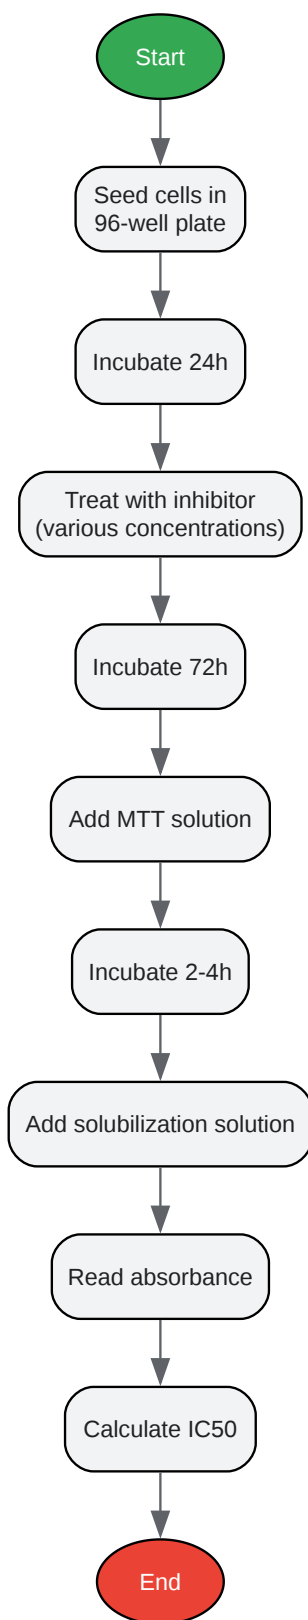 Start
Seed cells in
96-well plate
Incubate 24h
Treat with inhibitor
(various concentrations)
Incubate 72h
Add MTT solution
Incubate 2-4h
Add solubilization solution
Read absorbance
Calculate IC50
End